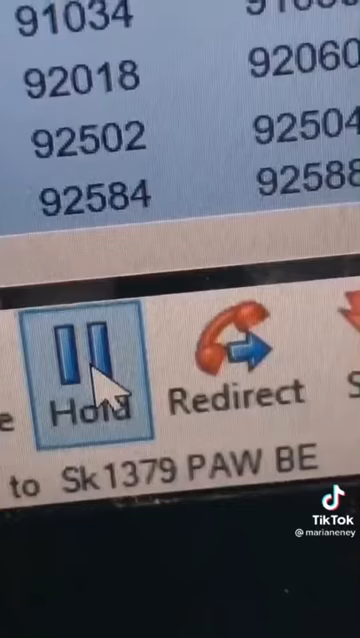 91034
92018 92060
92502 92504
92584 92588
Hold Redirect
to Sk1379 PAW BE
TikTok
@marianeney